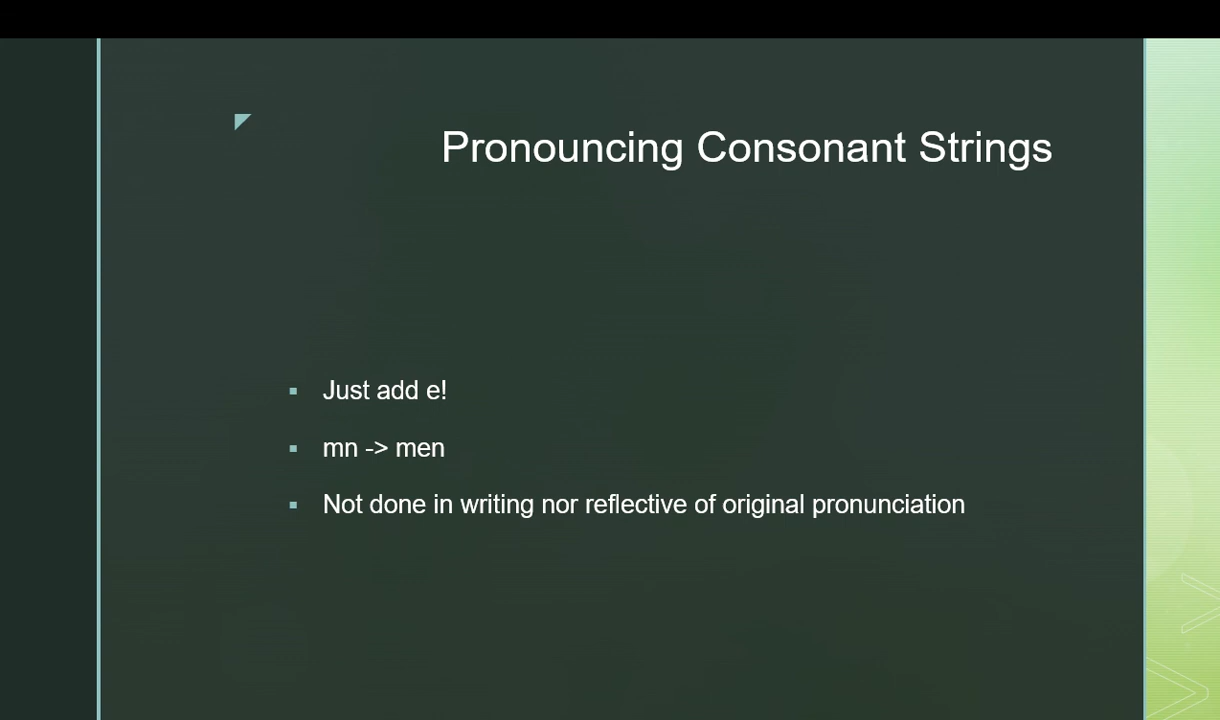 Pronouncing Consonant Strings
Just add e!
mn -> men
Not done in writing nor reflective of original pronunciation